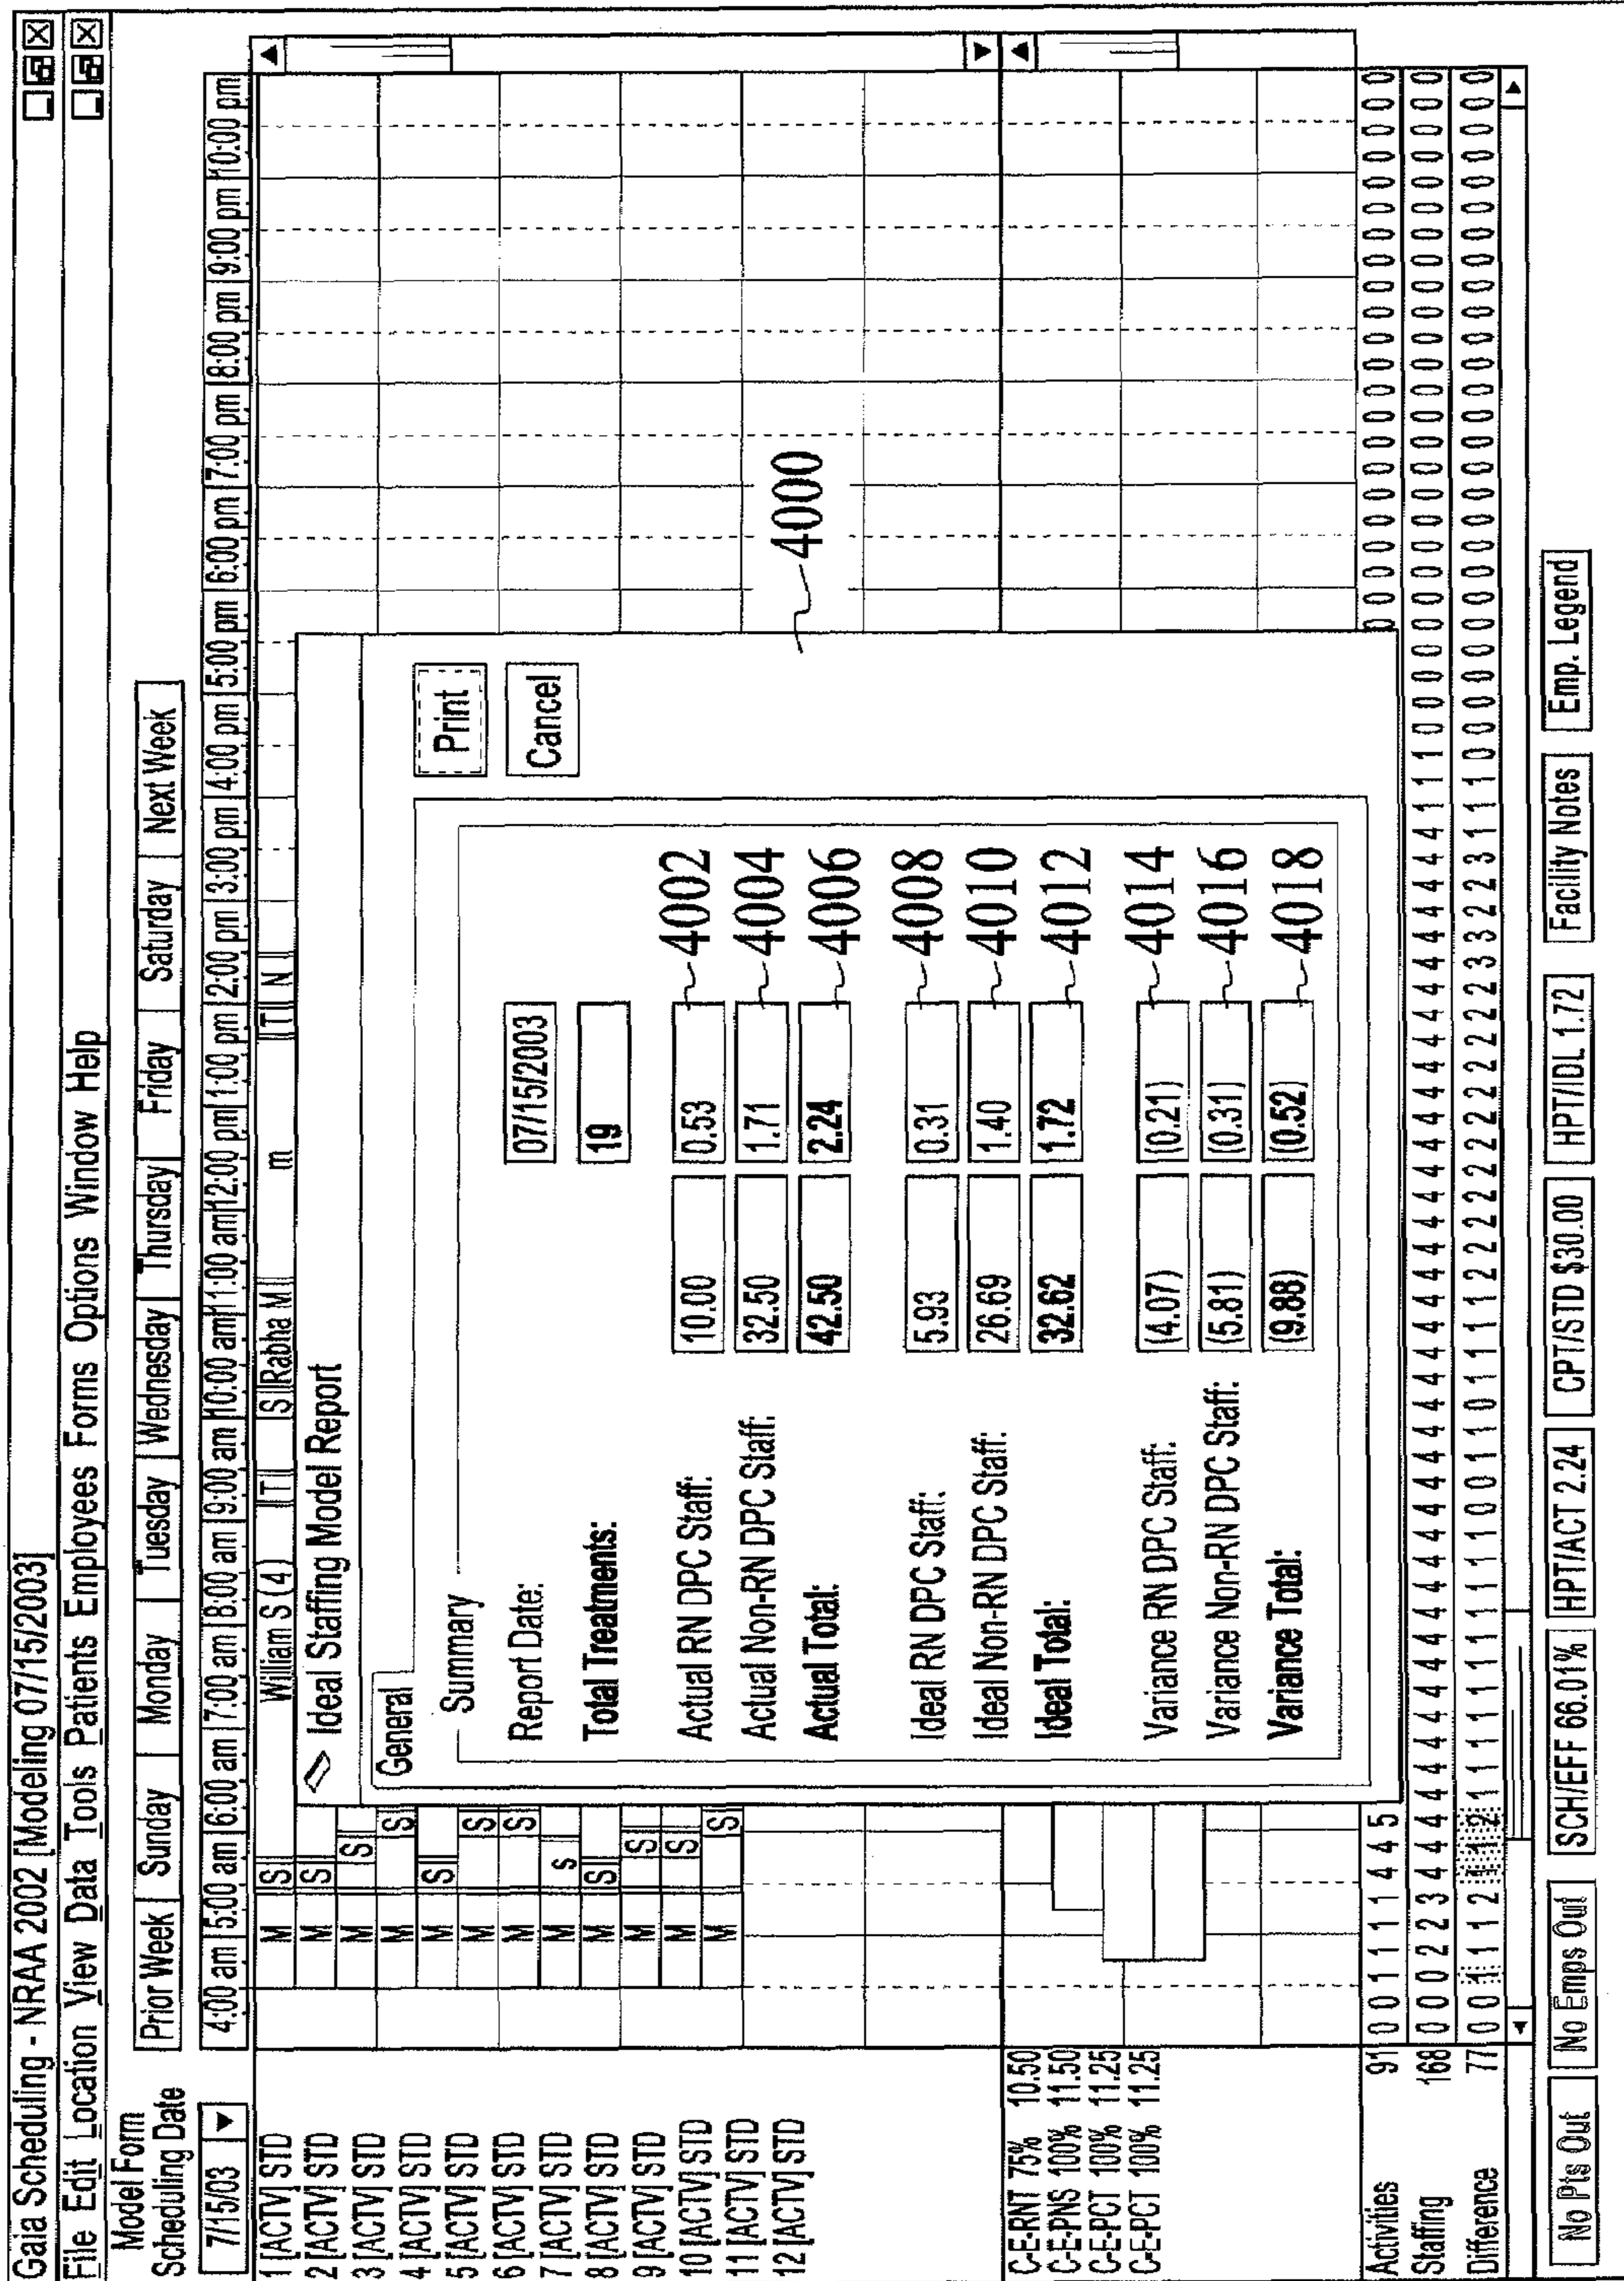 Gaia Scheduling - NRAA 2002 [Modeling 07/15/2003]
File Edit Location View Data Tools Patients Employees Forms Options Window Help
Model Form
Scheduling Date
Prior Week Sunday Monday Tuesday Wednesday Thursday Friday Saturday Next Week
7/15/03
4:00 am 5:00 am 6:00 am 7:00 am 8:00 am 9:00 am 10:00 am 11:00 am 12:00 pm 1:00 pm 2:00 pm 3:00 pm 4:00 pm 5:00 pm 6:00 pm 7:00 pm 8:00 pm 9:00 pm 10:00 pm
1 [ACTV] STD M S William S (4) T S Rabha M m T N
2 [ACTV] STD M S
3 [ACTV] STD M S
4 [ACTV] STD M S
5 [ACTV] STD M S
6 [ACTV] STD M S
7 [ACTV] STD M s
8 [ACTV] STD M S
9 [ACTV] STD M S
10 [ACTV] STD M S
11 [ACTV] STD M S
12 [ACTV] STD M S
Ideal Staffing Model Report
General
Print
Cancel
Summary
Report Date: 07/15/2003
Total Treatments: 19
Actual RN DPC Staff: 10.00 0.53 4002
Actual Non-RN DPC Staff: 32.50 1.71 4004
Actual Total: 42.50 2.24 4006
Ideal RN DPC Staff: 5.93 0.31 4008
Ideal Non-RN DPC Staff: 26.69 1.40 4010
Ideal Total: 32.62 1.72 4012
Variance RN DPC Staff: (4.07) (0.21) 4014
Variance Non-RN DPC Staff: (5.81) (0.31) 4016
Variance Total: (9.88) (0.52) 4018
4000
C-E-RNT 75% 10.50
C-E-PNS 100% 11.50
C-E-PCT 100% 11.25
C-E-PCT 100% 11.25
Activities 91 0 0 1 1 1 1 4 4 5
Staffing 168
Difference 77
No Pts Out No Emps Out SCH/EFF 66.01% HPT/ACT 2.24 CPT/STD $30.00 HPT/IDL 1.72 Facility Notes Emp. Legend